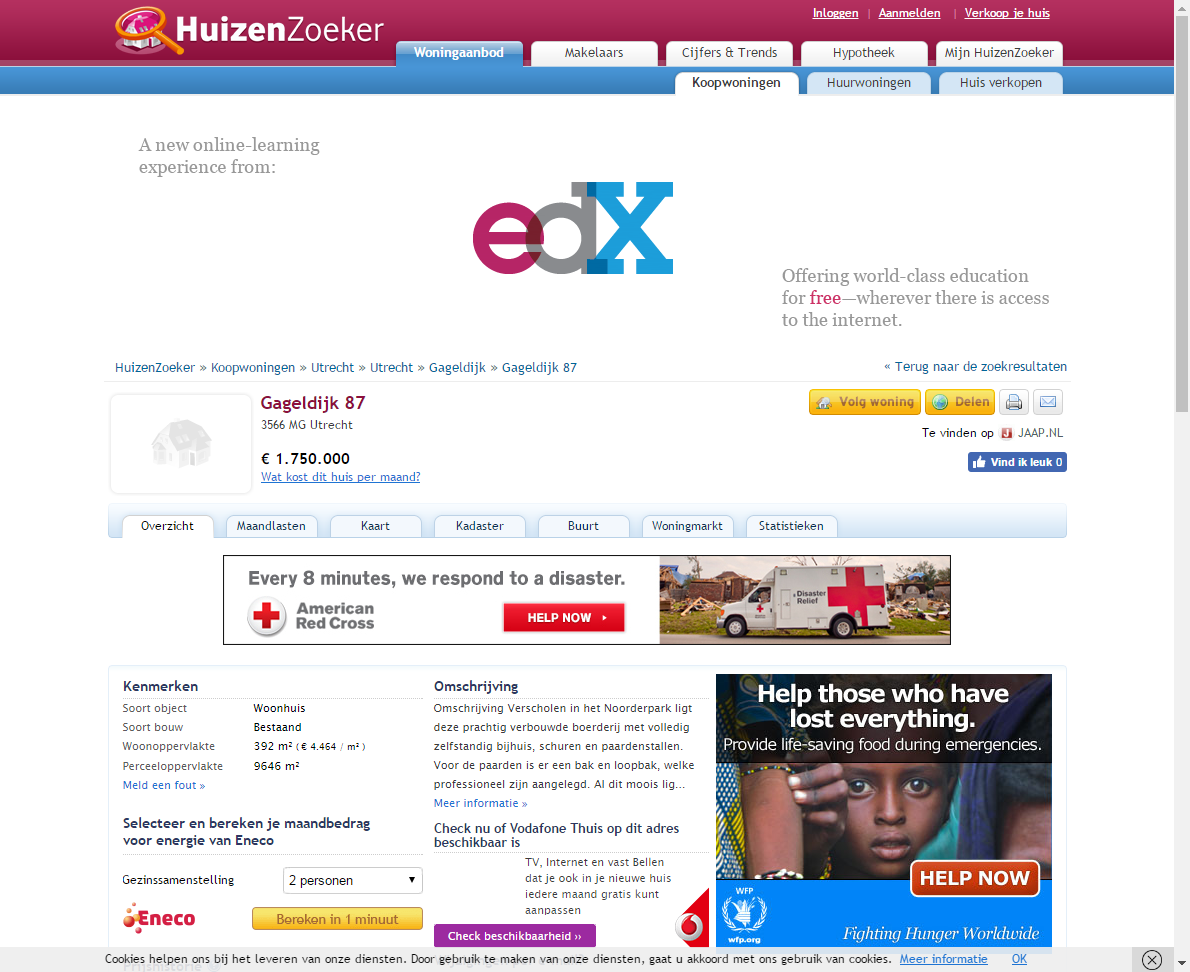 HuizenZoeker
Inloggen | Aanmelden | Verkoop je huis
Woningaanbod
Makelaars
Cijfers & Trends
Hypotheek
Mijn HuizenZoeker
Koopwoningen
Huurwoningen
Huis verkopen
A new online-learning
experience from:
edX
Offering world-class education
for free—wherever there is access
to the internet.
HuizenZoeker » Koopwoningen » Utrecht » Utrecht » Gageldijk » Gageldijk 87
« Terug naar de zoekresultaten
Gageldijk 87
3566 MG Utrecht
€ 1.750.000
Wat kost dit huis per maand?
Volg woning
Delen
Te vinden op JAAP.NL
Vind ik leuk 0
Overzicht
Maandlasten
Kaart
Kadaster
Buurt
Woningmarkt
Statistieken
Every 8 minutes, we respond to a disaster.
American
Red Cross
HELP NOW
Disaster
Relief
Kenmerken
Soort object Woonhuis
Soort bouw Bestaand
Woonoppervlakte 392 m² ( € 4.464 / m² )
Perceeloppervlakte 9646 m²
Meld een fout »
Selecteer en bereken je maandbedrag
voor energie van Eneco
Gezinssamenstelling 2 personen
Eneco
Bereken in 1 minuut
Omschrijving
Omschrijving Verscholen in het Noorderpark ligt
deze prachtig verbouwde boerderij met volledig
zelfstandig bijhuis, schuren en paardenstallen.
Voor de paarden is er een bak en loopbak, welke
professioneel zijn aangelegd. Al dit moois lig...
Meer informatie »
Check nu of Vodafone Thuis op dit adres
beschikbaar is
TV, Internet en vast Bellen
dat je ook in je nieuwe huis
iedere maand gratis kunt
aanpassen
Check beschikbaarheid ››
Help those who have
lost everything.
Provide life-saving food during emergencies.
HELP NOW
WFP
wfp.org
Fighting Hunger Worldwide
Cookies helpen ons bij het leveren van onze diensten. Door gebruik te maken van onze diensten, gaat u akkoord met ons gebruik van cookies. Meer informatie OK
Prijshistorie